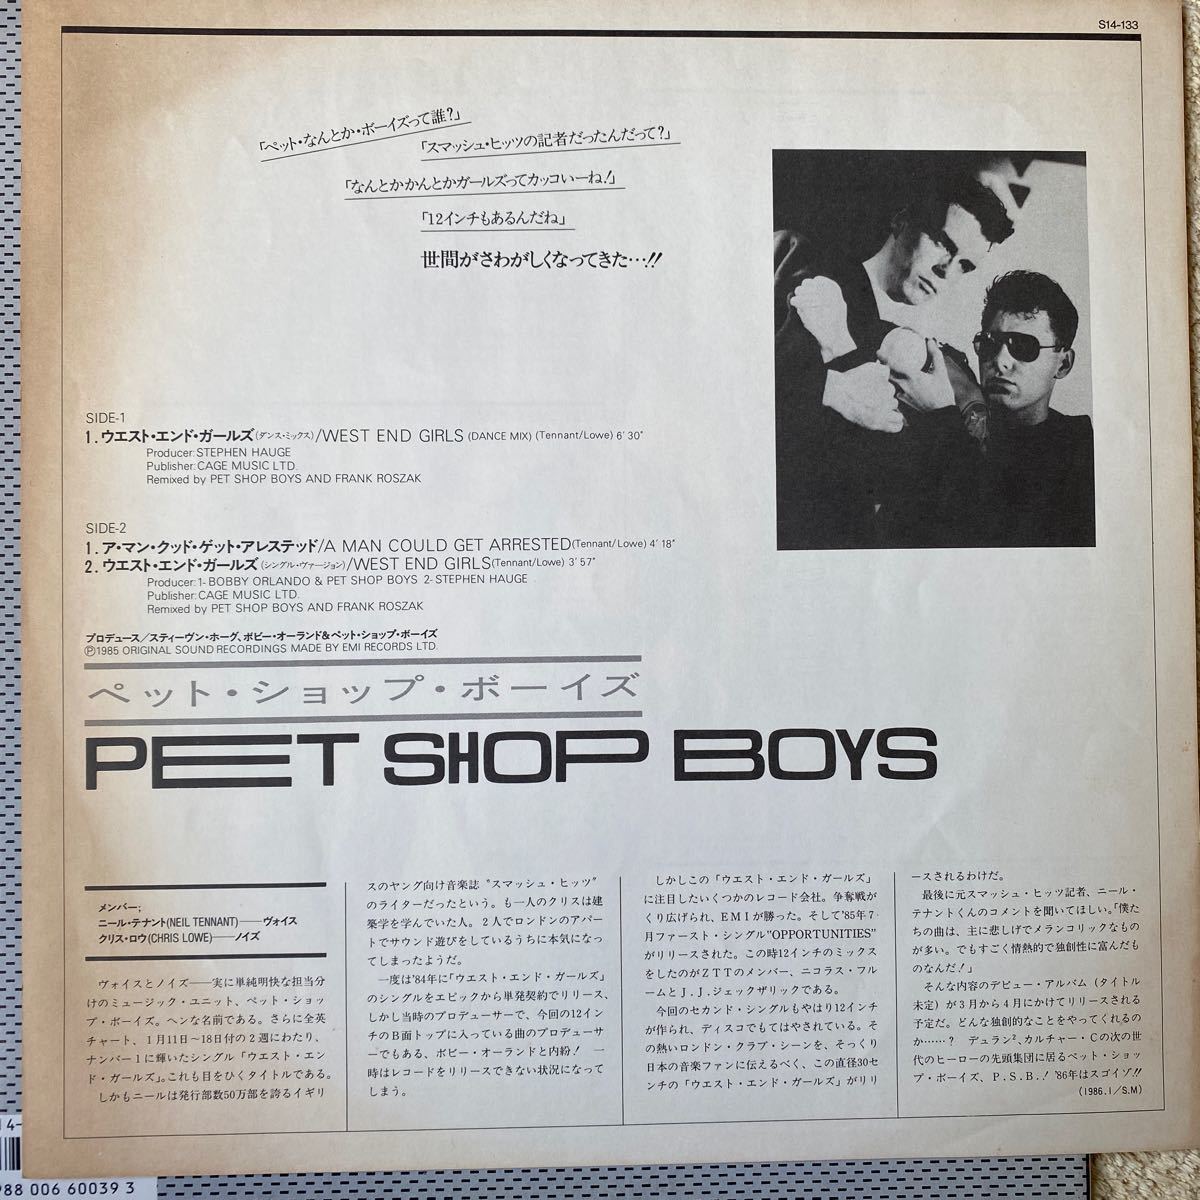 S14-133
「ペット・なんとか・ボーイズって誰?」
「スマッシュ・ヒッツの記者だったんだって?」
「なんとかかんとかガールズってカッコいーね!」
「12インチもあるんだね」
世間がさわがしくなってきた…!!
SIDE-1
1. ウエスト・エンド・ガールズ(ダンス・ミックス)/WEST END GIRLS (DANCE MIX) (Tennant/Lowe) 6'30"
Producer: STEPHEN HAUGE
Publisher: CAGE MUSIC LTD.
Remixed by PET SHOP BOYS AND FRANK ROSZAK
SIDE-2
1. ア・マン・クッド・ゲット・アレステッド/A MAN COULD GET ARRESTED(Tennant/Lowe) 4'18"
2. ウエスト・エンド・ガールズ(シングル・ヴァージョン)/WEST END GIRLS(Tennant/Lowe) 3'57"
Producer: 1- BOBBY ORLANDO & PET SHOP BOYS 2- STEPHEN HAUGE
Publisher: CAGE MUSIC LTD.
Remixed by PET SHOP BOYS AND FRANK ROSZAK
プロデュース/スティーヴン・ホーグ、ボビー・オーランド&ペット・ショップ・ボーイズ
Ⓟ1985 ORIGINAL SOUND RECORDINGS MADE BY EMI RECORDS LTD.
ペット・ショップ・ボーイズ
PET SHOP BOYS
メンバー;
ニール・テナント(NEIL TENNANT)──ヴォイス
クリス・ロウ(CHRIS LOWE)──ノイズ
ヴォイスとノイズ──実に単純明快な担当分
けのミュージック・ユニット、ペット・ショッ
プ・ボーイズ。ヘンな名前である。さらに全英
チャート、1月11日〜18日付の2週にわたり、
ナンバー1に輝いたシングル「ウエスト・エン
ド・ガールズ」。これも目をひくタイトルである。
しかもニールは発行部数50万部を誇るイギリ
スのヤング向け音楽誌"スマッシュ・ヒッツ"
のライターだったという。も一人のクリスは建
築学を学んでいた人。2人でロンドンのアパー
トでサウンド遊びをしているうちに本気になっ
てしまったようだ。
一度は'84年に「ウエスト・エンド・ガールズ」
のシングルをエピックから単発契約でリリース、
しかし当時のプロデューサーで、今回の12イン
チのB面トップに入っている曲のプロデューサ
ーでもある、ボビー・オーランドと内紛! 一
時はレコードをリリースできない状況になって
しまう。
しかしこの「ウエスト・エンド・ガールズ」
に注目したいくつかのレコード会社。争奪戦が
くり広げられ、EMIが勝った。そして'85年7
月ファースト・シングル"OPPORTUNITIES"
がリリースされた。この時12インチのミックス
をしたのがZTTのメンバー、ニコラス・フル
ームとJ.J.ジェックザリックである。
今回のセカンド・シングルもやはり12インチ
が作られ、ディスコでもてはやされている。そ
の熱いロンドン・クラブ・シーンを、そっくり
日本の音楽ファンに伝えるべく、この直径30セ
ンチの「ウエスト・エンド・ガールズ」がリリ
ースされるわけだ。
最後に元スマッシュ・ヒッツ記者、ニール・
テナントくんのコメントを聞いてほしい。「僕た
ちの曲は、主に悲しげでメランコリックなもの
が多い。でもすごく情熱的で独創性に富んだも
のなんだ!」
そんな内容のデビュー・アルバム(タイトル
未定)が3月から4月にかけてリリースされる
予定だ。どんな独創的なことをやってくれるの
か……? デュラン²、カルチャー・Cの次の世
代のヒーローの先頭集団に居るペット・ショッ
プ・ボーイズ、P.S.B.! '86年はスゴイゾ!!
(1986.1/S.M)
14-
988 006 60039 3